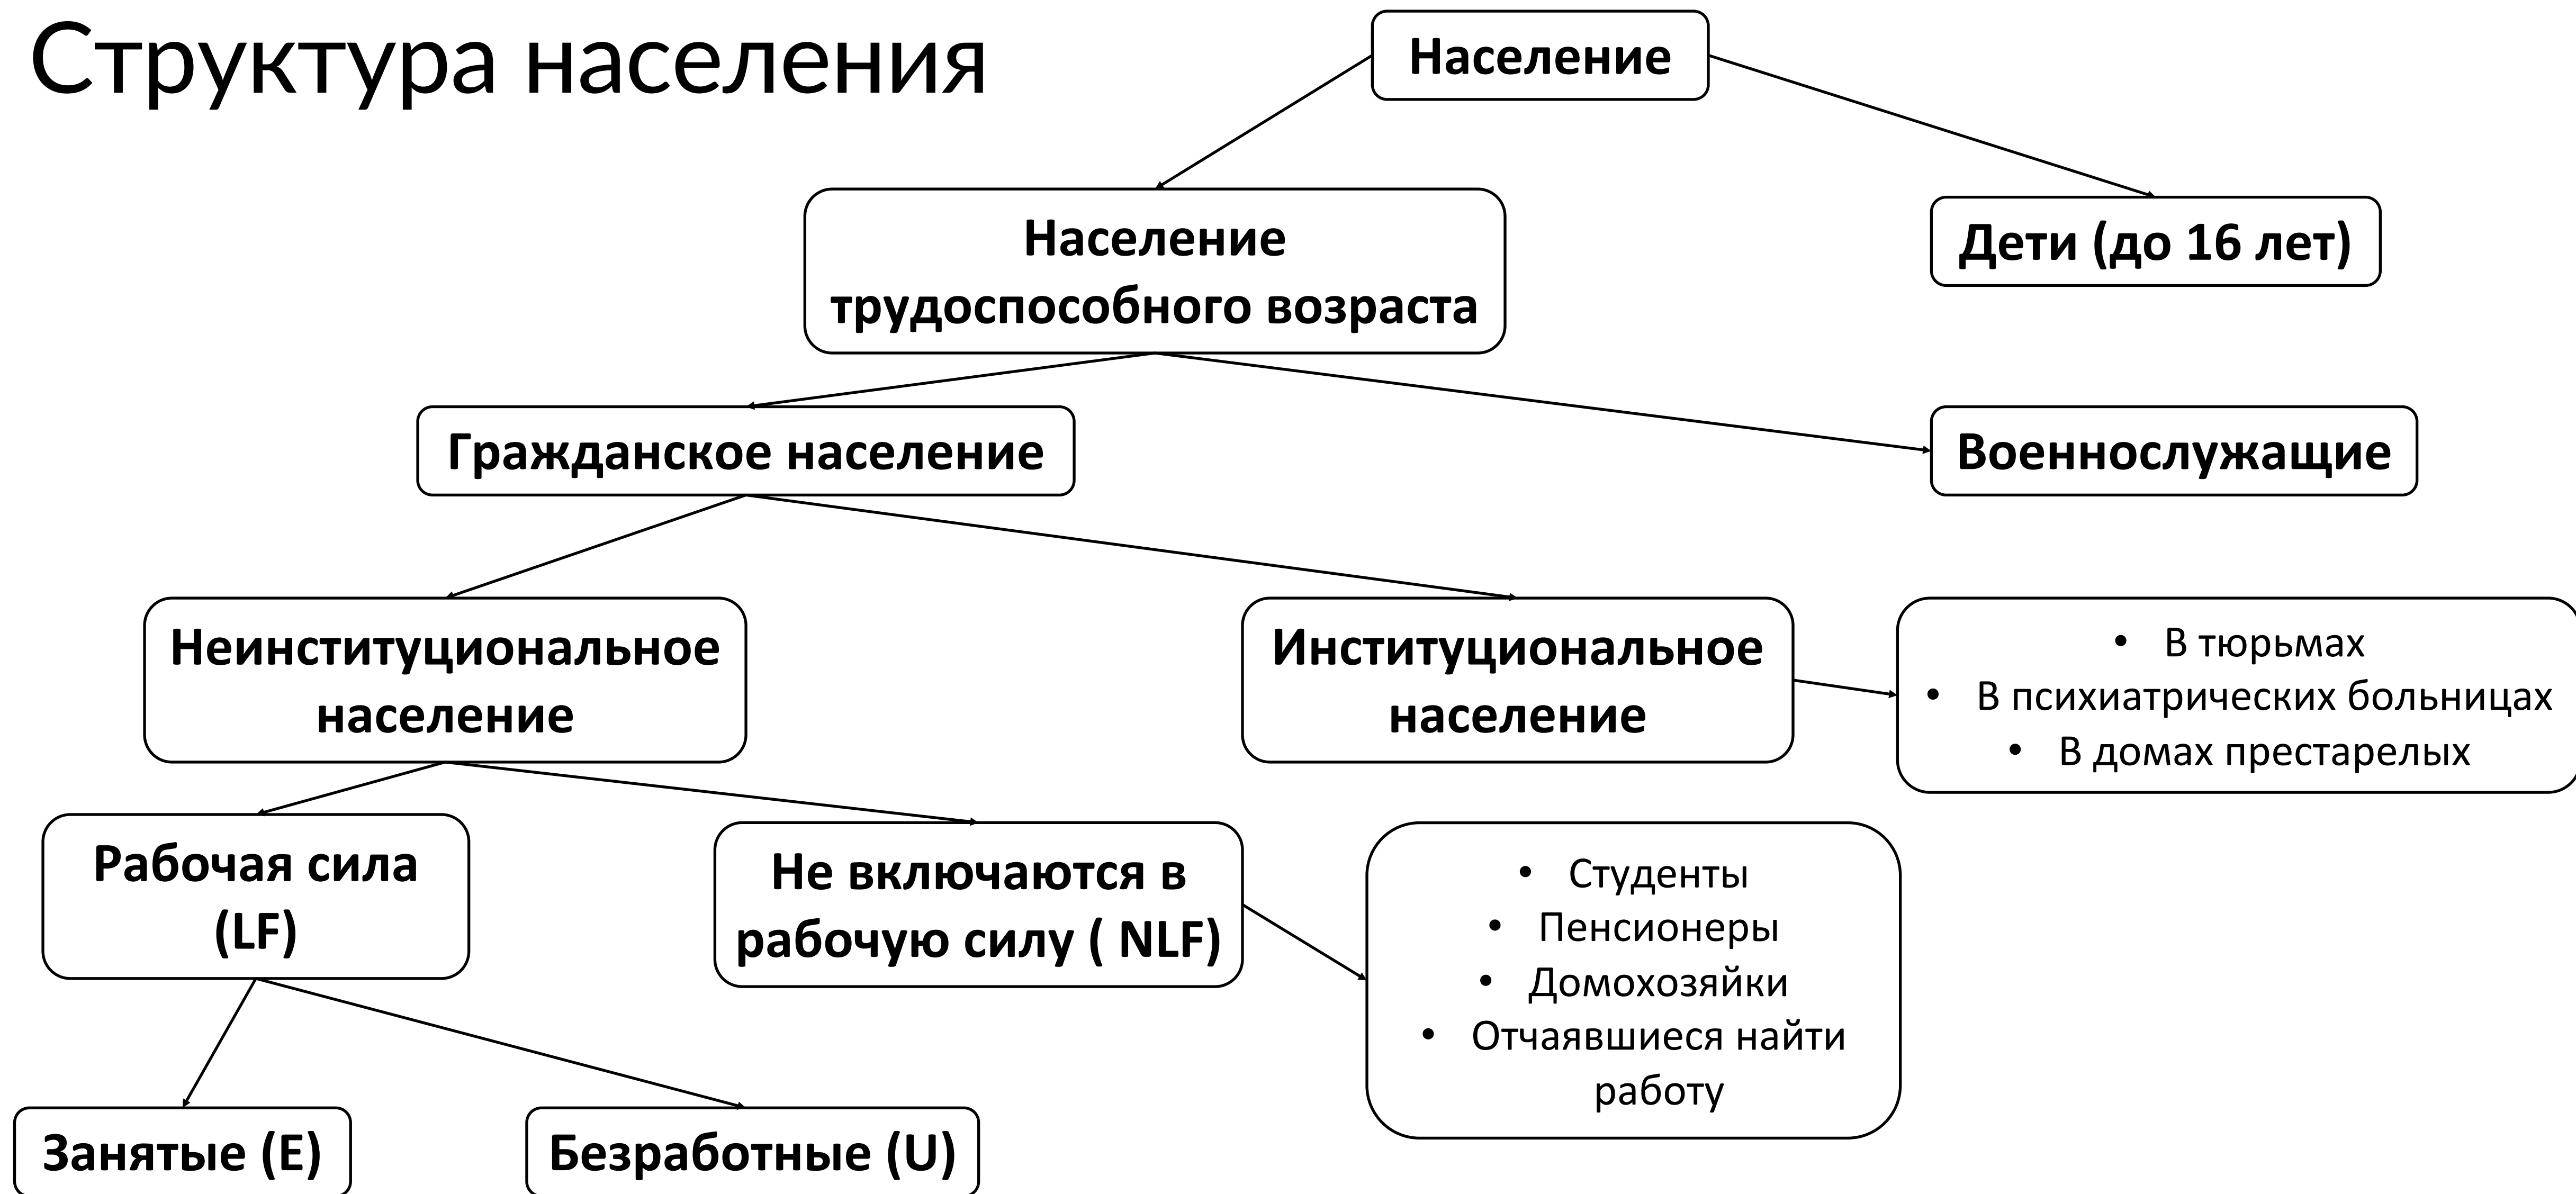 Структура населения
Население
Население
трудоспособного возраста
Дети (до 16 лет)
Гражданское население
Военнослужащие
Неинституциональное
население
Институциональное
население
• В тюрьмах
• В психиатрических больницах
• В домах престарелых
Рабочая сила
(LF)
Не включаются в
рабочую силу ( NLF)
• Студенты
• Пенсионеры
• Домохозяйки
• Отчаявшиеся найти
работу
Занятые (E)
Безработные (U)